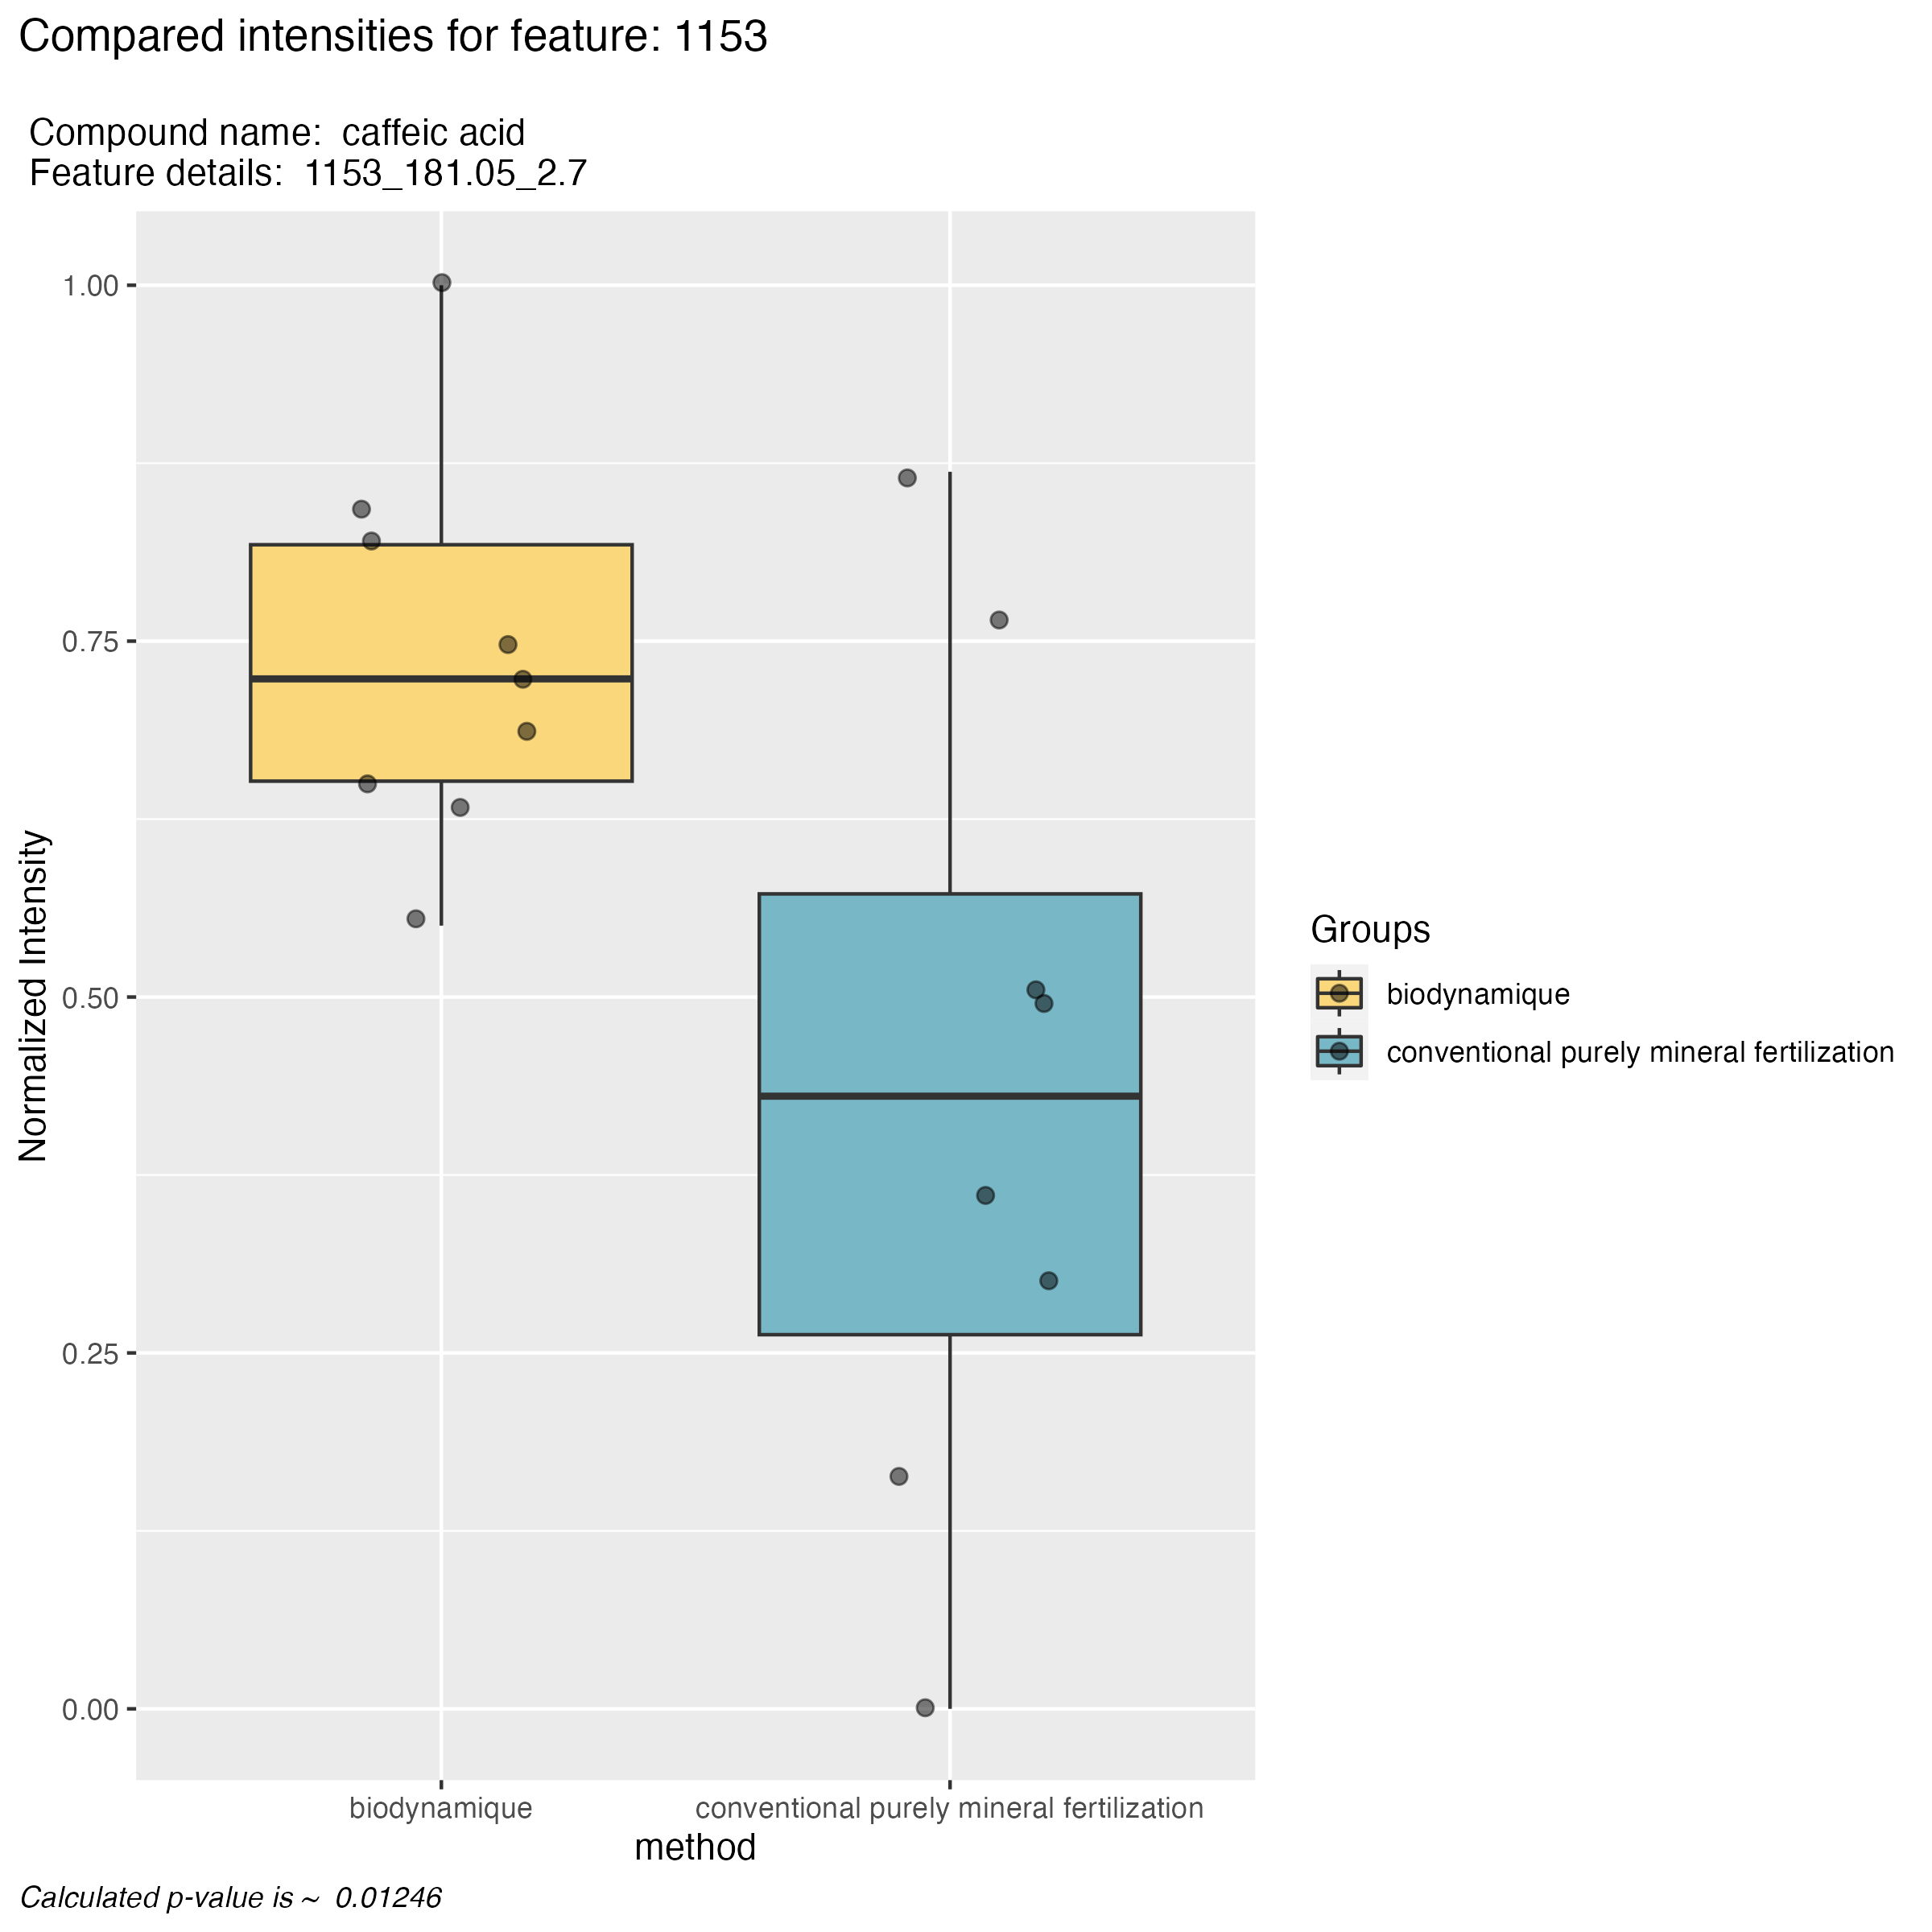 Compared intensities for feature: 1153
Compound name: caffeic acid
Feature details: 1153_181.05_2.7
Normalized Intensity
1.00
0.75
0.50
0.25
0.00
biodynamique
conventional purely mineral fertilization
method
Groups
biodynamique
conventional purely mineral fertilization
Calculated p-value is ~ 0.01246